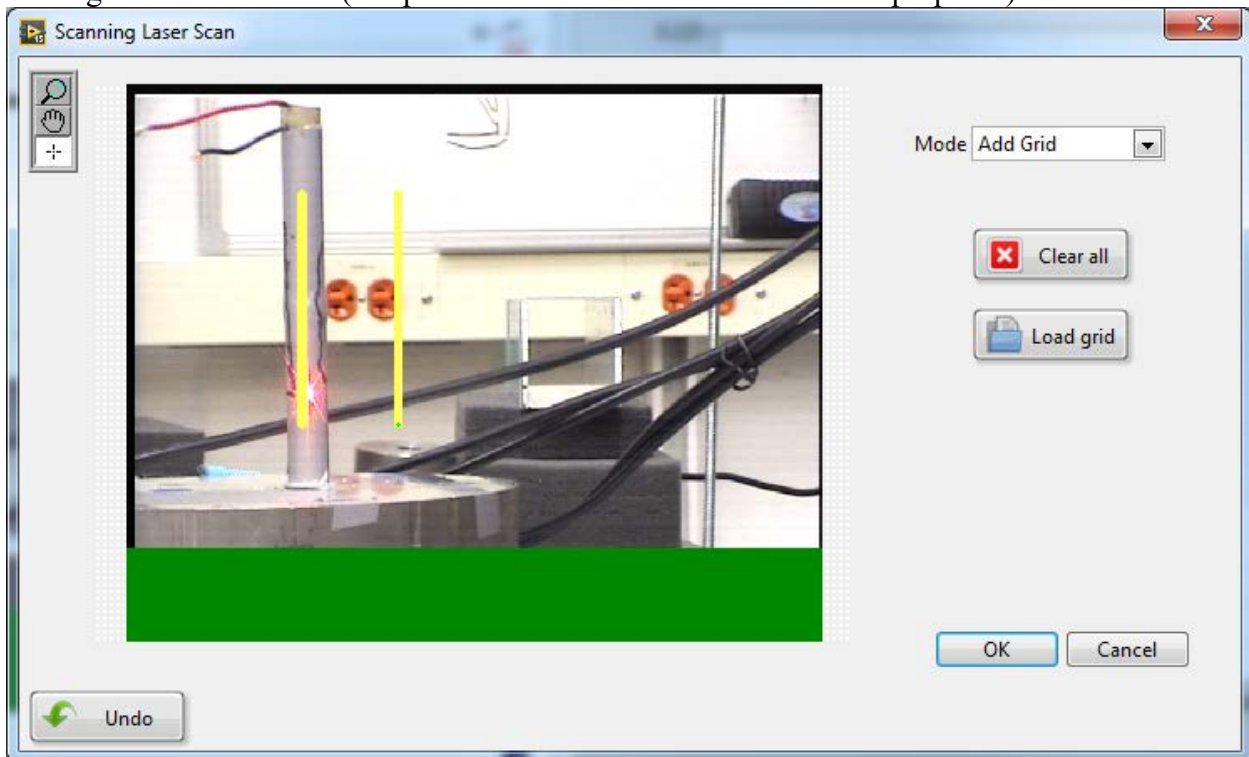 Scanning Laser Scan
Mode Add Grid
Clear all
Load grid
OK Cancel
Undo